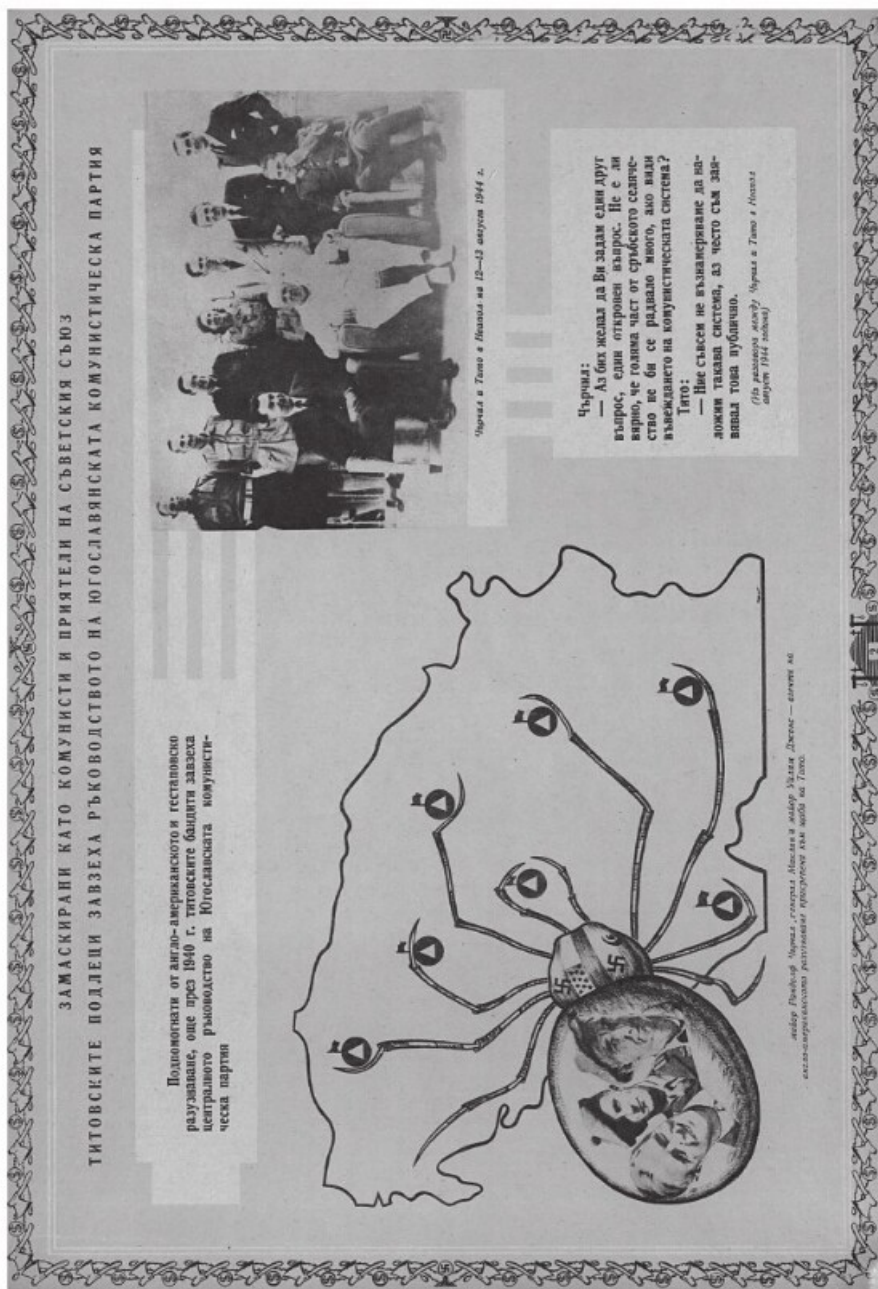 ЗАМАСКИРАНИ КАТО КОМУНИСТИ И ПРИЯТЕЛИ НА СЪВЕТСКИЯ СЪЮЗ
ТИТОВСКИТЕ ПОДЛЕЦИ ЗАВЗЕХА РЪКОВОДСТВОТО НА ЮГОСЛАВЯНСКАТА КОМУНИСТИЧЕСКА ПАРТИЯ
Подпомогнати от англо-американското и гестаповско
разузнаване, още през 1940 г. титовските бандити завзеха
централното ръководство на Югославската комунисти-
ческа партия
Чърчил и Тито в Неапол на 12—13 август 1944 г.
Чърчил:
— Аз бих желал да Ви задам един друг
въпрос, един откровен въпрос. Не е ли
вярно, че голяма част от сръбското селяче-
ство не би се радвало много, ако види
въвеждането на комунистическата система?
Тито:
— Ние съвсем не възнамеряваме да на-
ложим такава система, аз често съм зая-
вявал това публично.
(Из разговора между Чърчил и Тито в Неапол
август 1944 година)
майор Рандолф Чърчил, генерал Маклин и майор Уилям Джонс — агенти на
англо-американското разузнаване прикрепени към щаба на Тито.
2